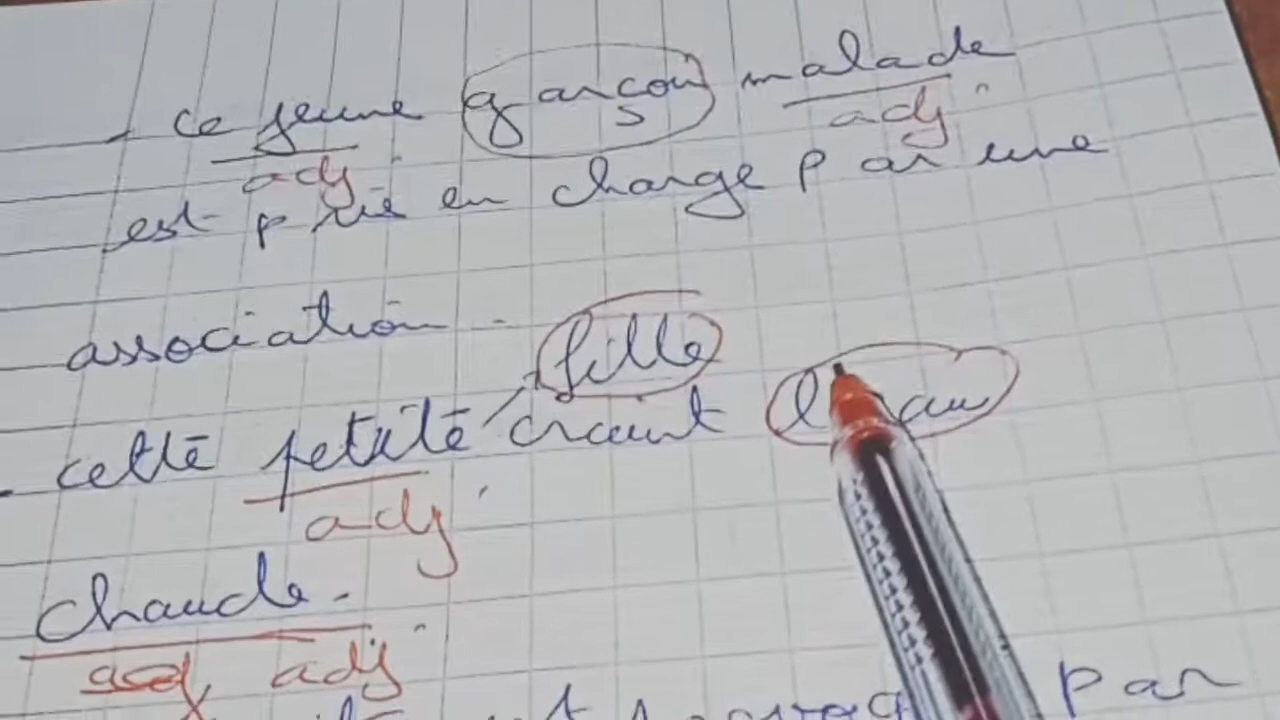 - ce jeune garçon malade
adj adj
est pris en charge par une
association -
fille
- cette petite craint l'eau
adj
chaude -
adj
par